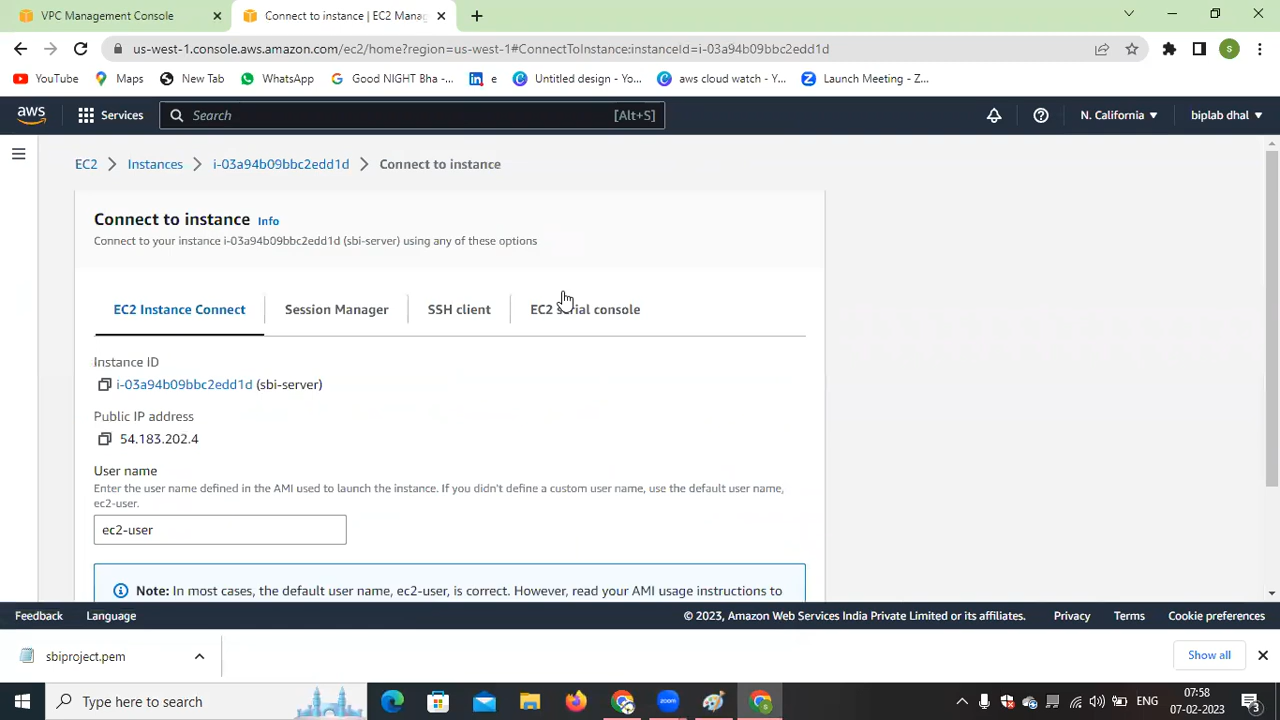 VPC Management Console
Connect to instance | EC2 Manag
us-west-1.console.aws.amazon.com/ec2/home?region=us-west-1#ConnectToInstance:instanceId=i-03a94b09bbc2edd1d
S
YouTube
Maps
New Tab
WhatsApp
Good NIGHT Bha - ...
in e
Untitled design - Yo...
aws cloud watch - Y...
Launch Meeting - Z...
aws
Services
Search
[Alt+S]
N. California
biplab dhal
EC2
Instances
i-03a94b09bbc2edd1d
Connect to instance
Connect to instance Info
Connect to your instance i-03a94b09bbc2edd1d (sbi-server) using any of these options
EC2 Instance Connect
Session Manager
SSH client
EC2 serial console
Instance ID
i-03a94b09bbc2edd1d (sbi-server)
Public IP address
54.183.202.4
User name
Enter the user name defined in the AMI used to launch the instance. If you didn't define a custom user name, use the default user name,
ec2-user.
ec2-user
Note: In most cases, the default user name, ec2-user, is correct. However, read your AMI usage instructions to
Feedback
Language
© 2023, Amazon Web Services India Private Limited or its affiliates.
Privacy
Terms
Cookie preferences
sbiproject.pem
Show all
Type here to search
zoom
ENG
07:58
07-02-2023
3